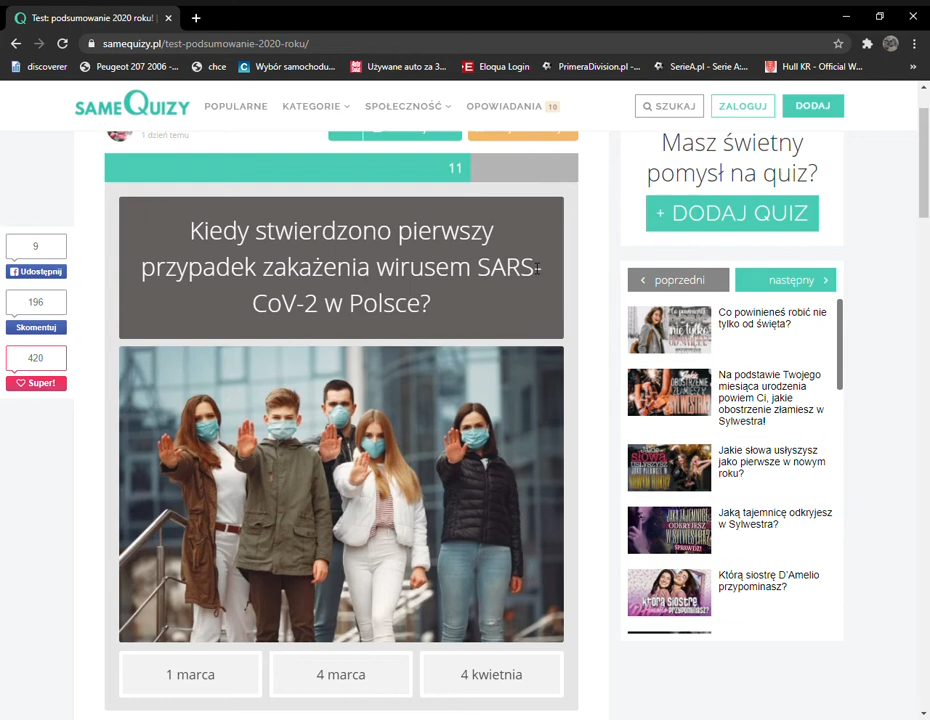 Test: podsumowanie 2020 roku! |
samequizy.pl/test-podsumowanie-2020-roku/
discoverer
Peugeot 207 2006 -...
chce
Wybór samochodu...
Używane auto za 3...
Eloqua Login
PrimeraDivision.pl -...
SerieA.pl - Serie A:...
Hull KR - Official W...
»
SAMEQUIZY
POPULARNE
KATEGORIE
SPOŁECZNOŚĆ
OPOWIADANIA 10
SZUKAJ
ZALOGUJ
DODAJ
1 dzień temu
11
Kiedy stwierdzono pierwszy
przypadek zakażenia wirusem SARS-
CoV-2 w Polsce?
1 marca
4 marca
4 kwietnia
9
Udostępnij
196
Skomentuj
420
Super!
Masz świetny
pomysł na quiz?
+ DODAJ QUIZ
poprzedni
następny
Co powinieneś robić nie
tylko od święta?
Na podstawie Twojego
miesiąca urodzenia
powiem Ci, jakie
obostrzenie złamiesz w
Sylwestra!
Jakie słowa usłyszysz
jako pierwsze w nowym
roku?
Jaką tajemnicę odkryjesz
w Sylwestra?
Którą siostrę D'Amelio
przypominasz?